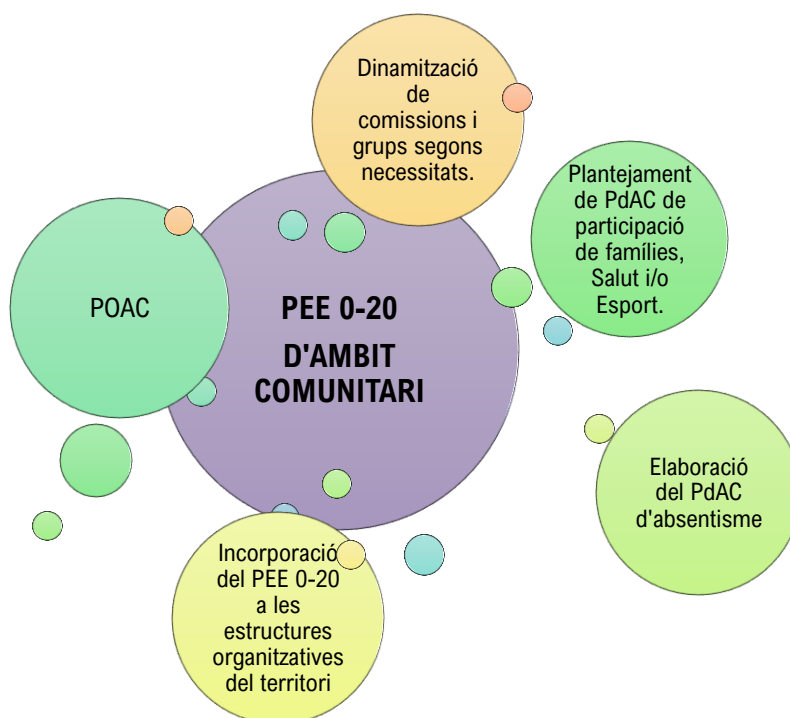 Dinamització
de
comissions i
grups segons
necessitats.
Plantejament
de PdAC de
participació
de famílies,
Salut i/o
Esport.
POAC
PEE 0-20
D'AMBIT
COMUNITARI
Elaboració
del PdAC
d'absentisme
Incorporació
del PEE 0-20
a les
estructures
organitzatives
del territori